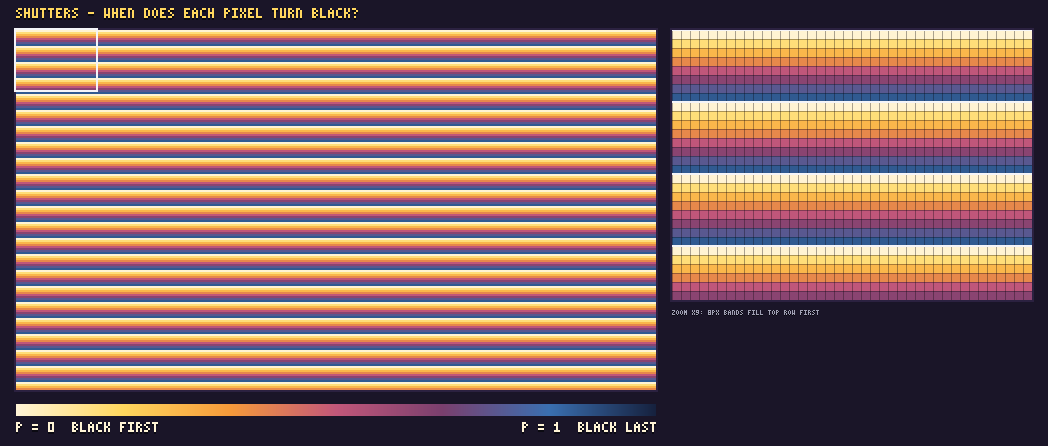 SHUTTERS - WHEN DOES EACH PIXEL TURN BLACK?
ZOOM X9: 8PX BANDS FILL TOP ROW FIRST
P = 0 BLACK FIRST
P = 1 BLACK LAST